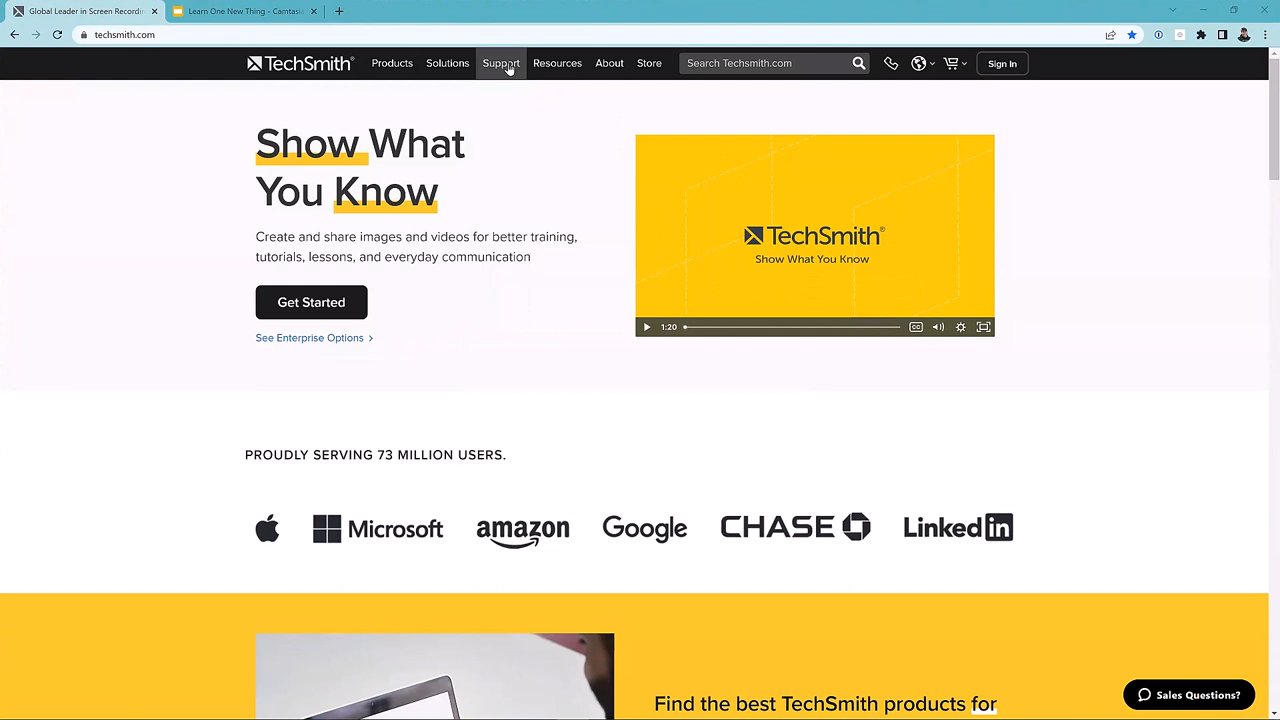 Global Leader in Screen Recordin
Learn One New Thing - Camtasi
techsmith.com
TechSmith®
Products
Solutions
Support
Resources
About
Store
Search Techsmith.com
Sign In
Show What
You Know
Create and share images and videos for better training,
tutorials, lessons, and everyday communication
Get Started
See Enterprise Options >
TechSmith®
Show What You Know
1:20
CC
PROUDLY SERVING 73 MILLION USERS.
Microsoft
amazon
Google
CHASE
Linked in
Find the best TechSmith products for
Sales Questions?